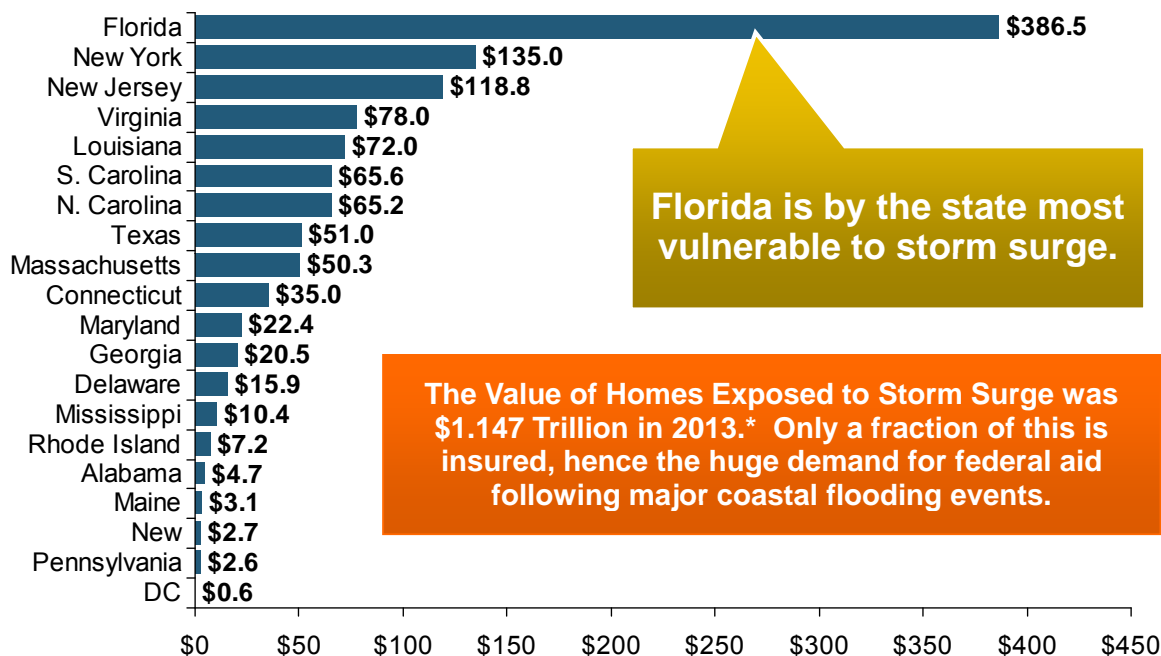 Florida $386.5
New York $135.0
New Jersey $118.8
Virginia $78.0
Louisiana $72.0
S. Carolina $65.6
N. Carolina $65.2
Texas $51.0
Massachusetts $50.3
Connecticut $35.0
Maryland $22.4
Georgia $20.5
Delaware $15.9
Mississippi $10.4
Rhode Island $7.2
Alabama $4.7
Maine $3.1
New $2.7
Pennsylvania $2.6
DC $0.6
$0 $50 $100 $150 $200 $250 $300 $350 $400 $450
Florida is by the state most
vulnerable to storm surge.
The Value of Homes Exposed to Storm Surge was
$1.147 Trillion in 2013.* Only a fraction of this is
insured, hence the huge demand for federal aid
following major coastal flooding events.